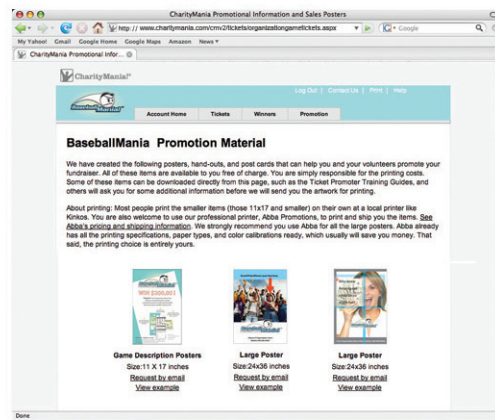 CharityMania Promotional Information and Sales Posters
http://www.charitymania.com/cmv2/tickets/organizationgametickets.aspx
Google
My Yahoo! Gmail Google Home Google Maps Amazon News
CharityMania Promotional Infor...
CharityMania!
Log Out | Contact Us | Print | Help
BaseballMania!
Account Home Tickets Winners Promotion
BaseballMania Promotion Material
We have created the following posters, hand-outs, and post cards that can help you and your volunteers promote your
fundraiser. All of these items are available to you free of charge. You are simply responsible for the printing costs.
Some of these items can be downloaded directly from this page, such as the Ticket Promoter Training Guides, and
others will ask you for some additional information before we will send you the artwork for printing.
About printing: Most people print the smaller items (those 11x17 and smaller) on their own at a local printer like
Kinkos. You are also welcome to use our professional printer, Abba Promotions, to print and ship you the items. See
Abba's pricing and shipping information. We strongly recommend you use Abba for all the large posters. Abba already
has all the printing specifications, paper types, and color calibrations ready, which usually will save you money. That
said, the printing choice is entirely yours.
Game Description Posters Large Poster Large Poster
Size:11 X 17 inches Size:24x36 inches Size:24x36 inches
Request by email Request by email Request by email
View example View example View example
Done